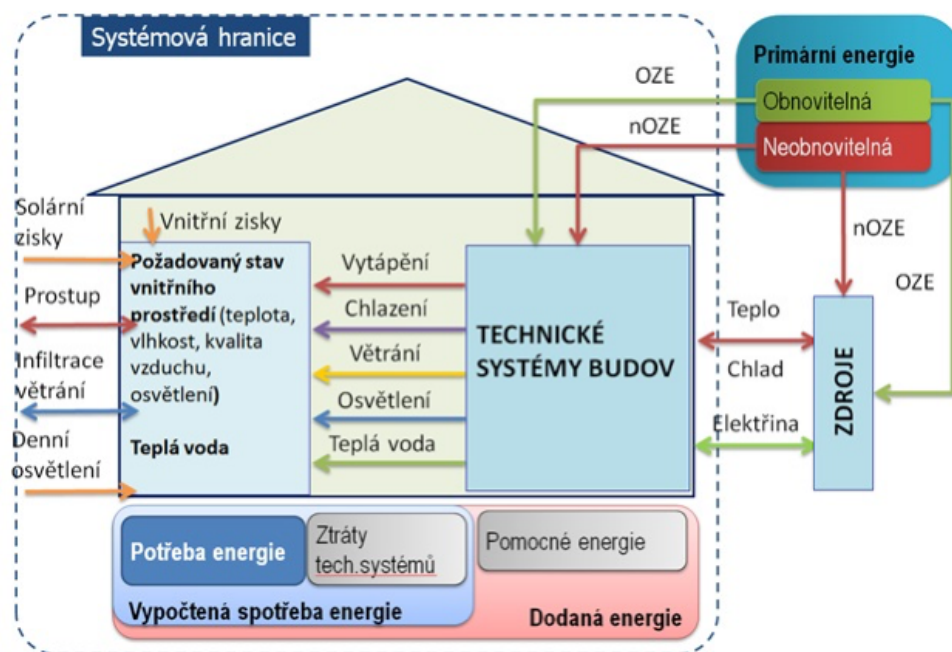 Systémová hranice
Primární energie
OZE
Obnovitelná
nOZE
Neobnovitelná
Solární
zisky
Vnitřní zisky
nOZE
OZE
Požadovaný stav
vnitřního
prostředí (teplota,
vlhkost, kvalita
vzduchu,
osvětlení)
Teplá voda
Prostup
Infiltrace
větrání
Denní
osvětlení
Vytápění
Chlazení
Větrání
Osvětlení
Teplá voda
TECHNICKÉ
SYSTÉMY BUDOV
Teplo
Chlad
Elektřina
ZDROJE
Potřeba energie
Ztráty
tech.systémů
Pomocné energie
Vypočtená spotřeba energie
Dodaná energie